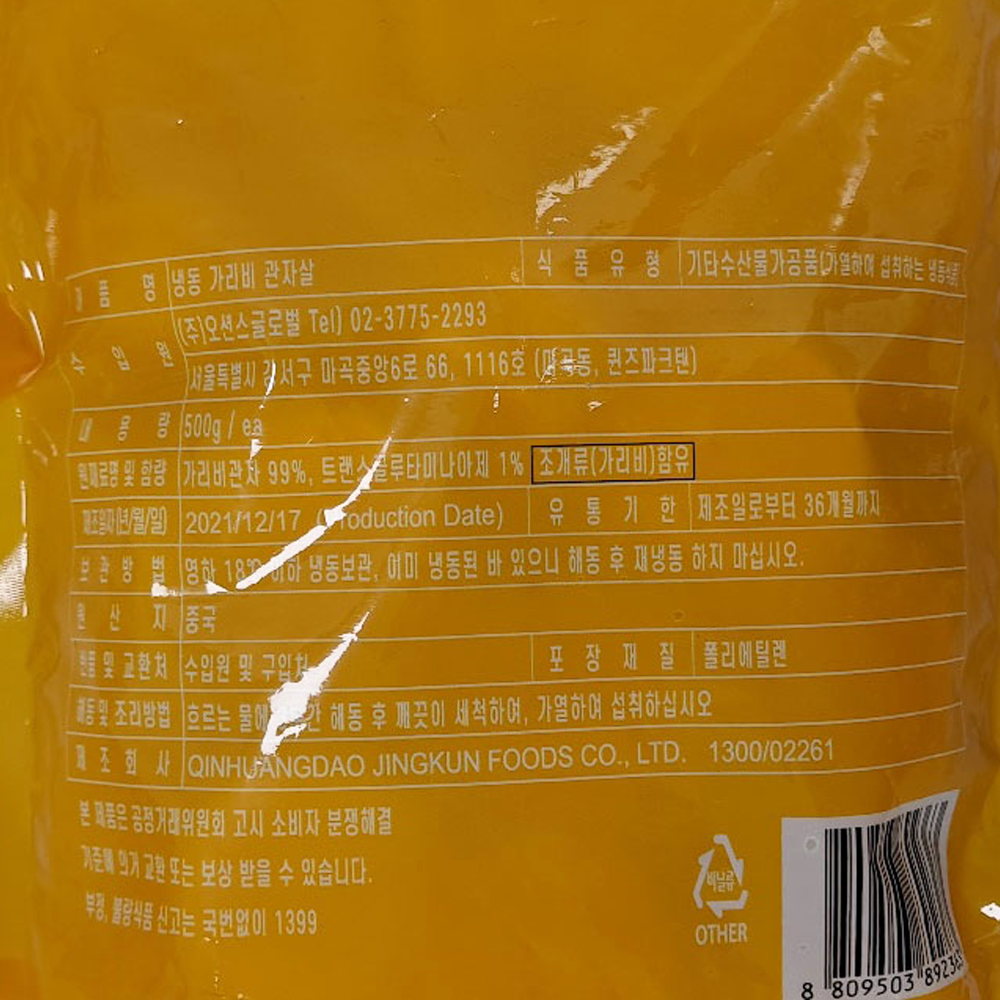 제 품 명 냉동 가리비 관자살 식 품 유 형 기타수산물가공품(가열하여 섭취하는 냉동식품)
수 입 원 (주)오션스글로벌 Tel) 02-3775-2293
서울특별시 강서구 마곡중앙6로 66, 1116호 (마곡동, 퀸즈파크텐)
내 용 량 500g / ea
원재료명 및 함량 가리비관자 99%, 트랜스글루타미나아제 1% 조개류(가리비)함유
제조일자(년/월/일) 2021/12/17 (Production Date) 유 통 기 한 제조일로부터 36개월까지
보 관 방 법 영하 18℃ 이하 냉동보관, 이미 냉동된 바 있으니 해동 후 재냉동 하지 마십시오.
원 산 지 중국
반품 및 교환처 수입원 및 구입처 포 장 재 질 폴리에틸렌
해동 및 조리방법 흐르는 물에 해동 후 깨끗이 세척하여, 가열하여 섭취하십시오
제 조 회 사 QINHUANGDAO JINGKUN FOODS CO., LTD. 1300/02261
본 제품은 공정거래위원회 고시 소비자 분쟁해결
기준에 의거 교환 또는 보상 받을 수 있습니다.
부정, 불량식품 신고는 국번없이 1399
비닐류
OTHER
8 809503